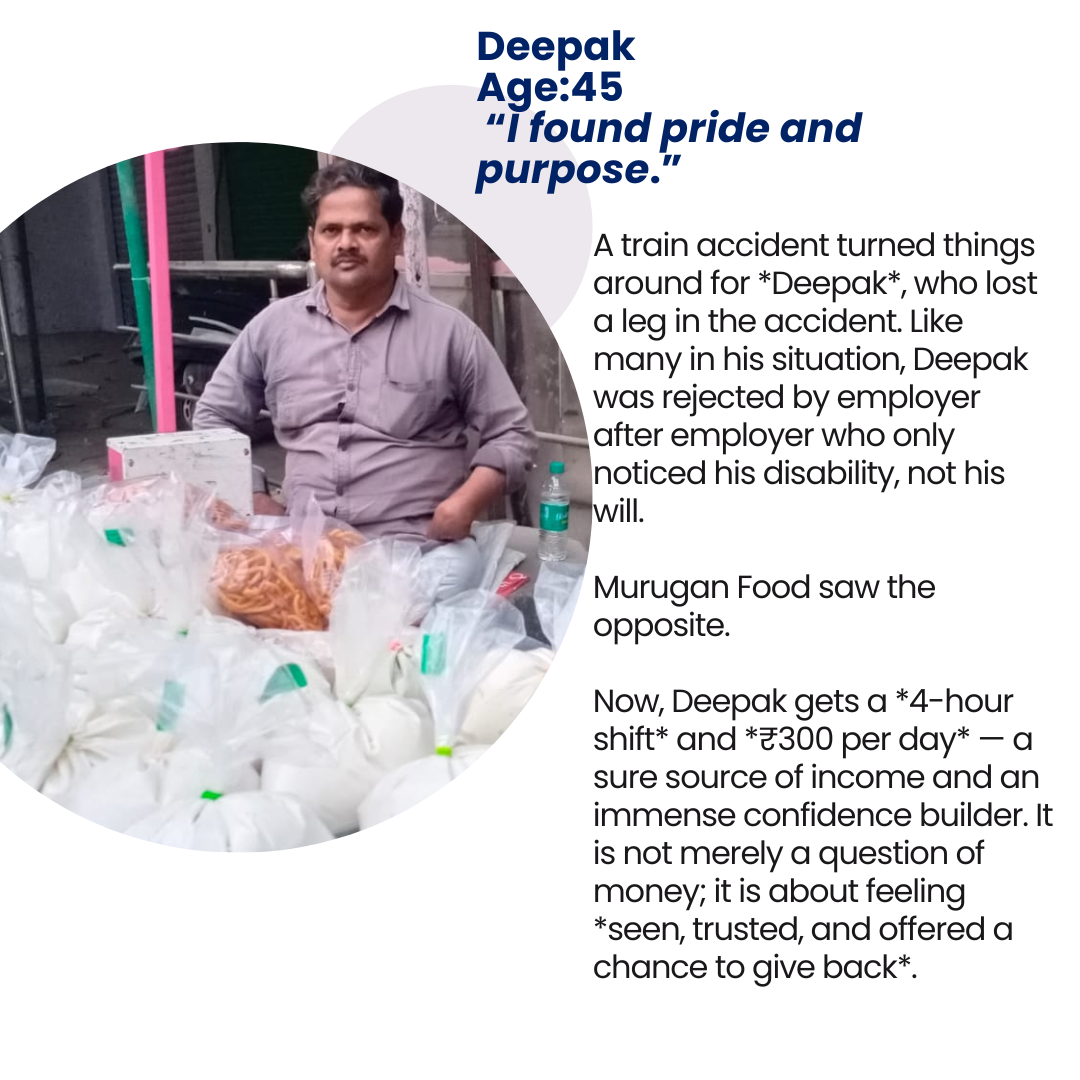 Deepak
Age:45
“I found pride and
purpose.”
A train accident turned things
around for *Deepak*, who lost
a leg in the accident. Like
many in his situation, Deepak
was rejected by employer
after employer who only
noticed his disability, not his
will.
Murugan Food saw the
opposite.
Now, Deepak gets a *4-hour
shift* and *₹300 per day* — a
sure source of income and an
immense confidence builder. It
is not merely a question of
money; it is about feeling
*seen, trusted, and offered a
chance to give back*.